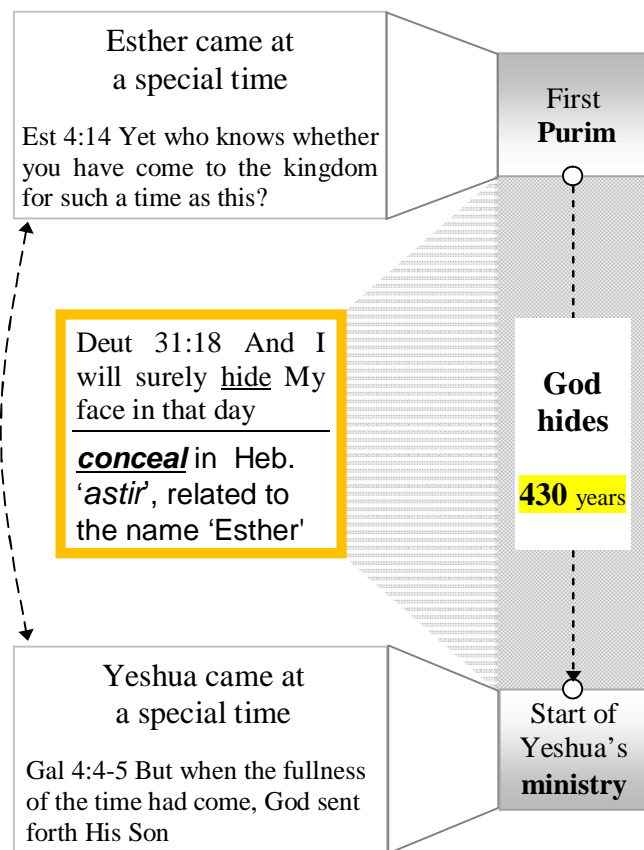 Esther came at
a special time
Est 4:14 Yet who knows whether
you have come to the kingdom
for such a time as this?
First
Purim
Deut 31:18 And I
will surely hide My
face in that day
conceal in Heb.
‘astir’, related to
the name ‘Esther'
God
hides
430 years
Yeshua came at
a special time
Gal 4:4-5 But when the fullness
of the time had come, God sent
forth His Son
Start of
Yeshua’s
ministry